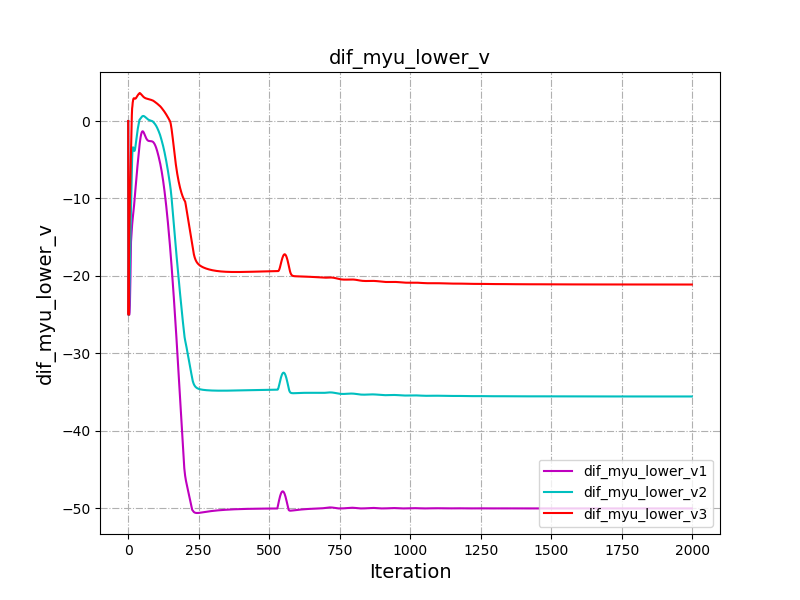 dif_myu_lower_v
dif_myu_lower_v
0
−10
−20
−30
−40
−50
0 250 500 750 1000 1250 1500 1750 2000
Iteration
dif_myu_lower_v1
dif_myu_lower_v2
dif_myu_lower_v3